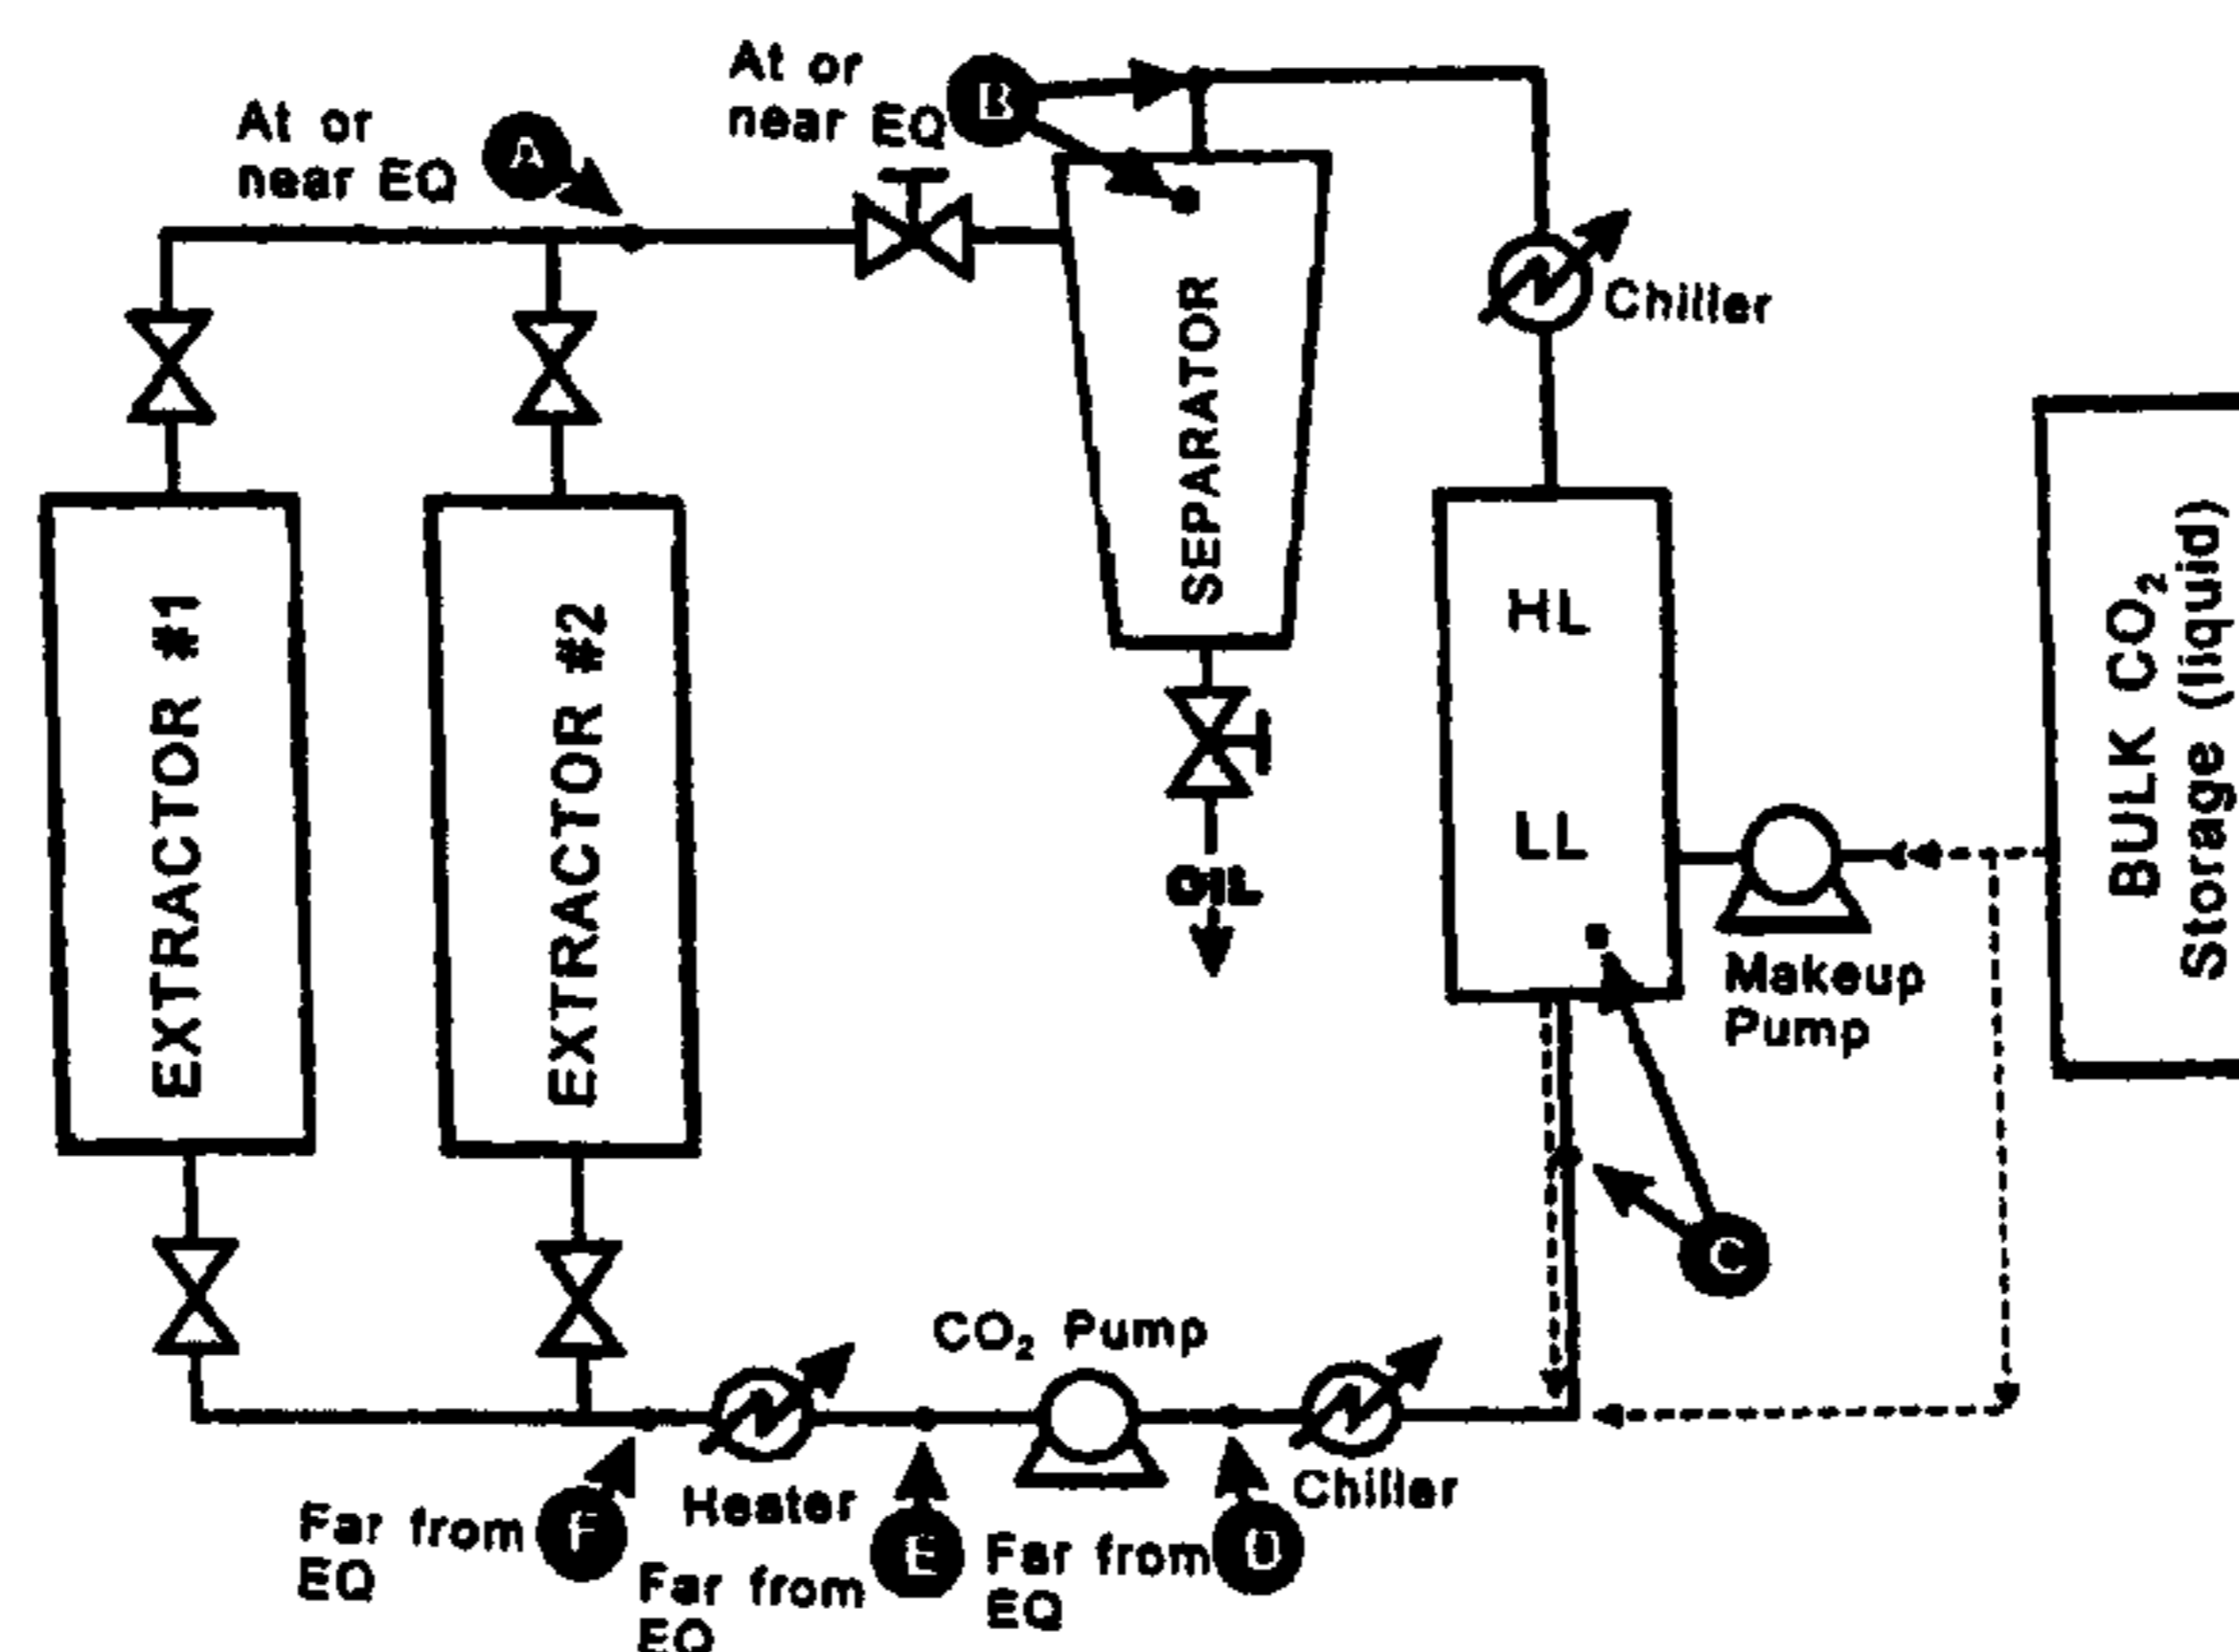 At or
near EQ
A
At or
near EQ
B
Chiller
SEPARATOR
EXTRACTOR #1
EXTRACTOR #2
OIL
HL
LL
BULK CO₂
Storage (liquid)
Makeup
Pump
C
CO₂ Pump
Heater
Chiller
Far from
EQ
F
Far from
EQ
E
Far from
EQ
D